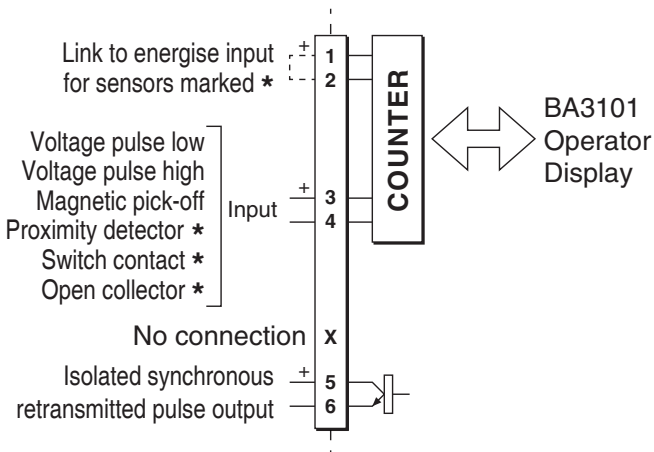 Link to energise input
for sensors marked *
+
1
2
COUNTER
BA3101
Operator
Display
Voltage pulse low
Voltage pulse high
Magnetic pick-off
Proximity detector *
Switch contact *
Open collector *
Input
+
3
4
No connection
X
Isolated synchronous
retransmitted pulse output
+
5
6